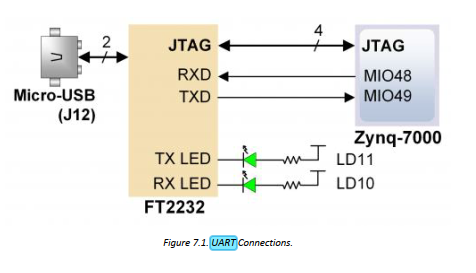 2
4
JTAG
JTAG
RXD
MIO48
Micro-USB
(J12)
TXD
MIO49
Zynq-7000
TX LED
LD11
RX LED
LD10
FT2232
Figure 7.1. UART Connections.